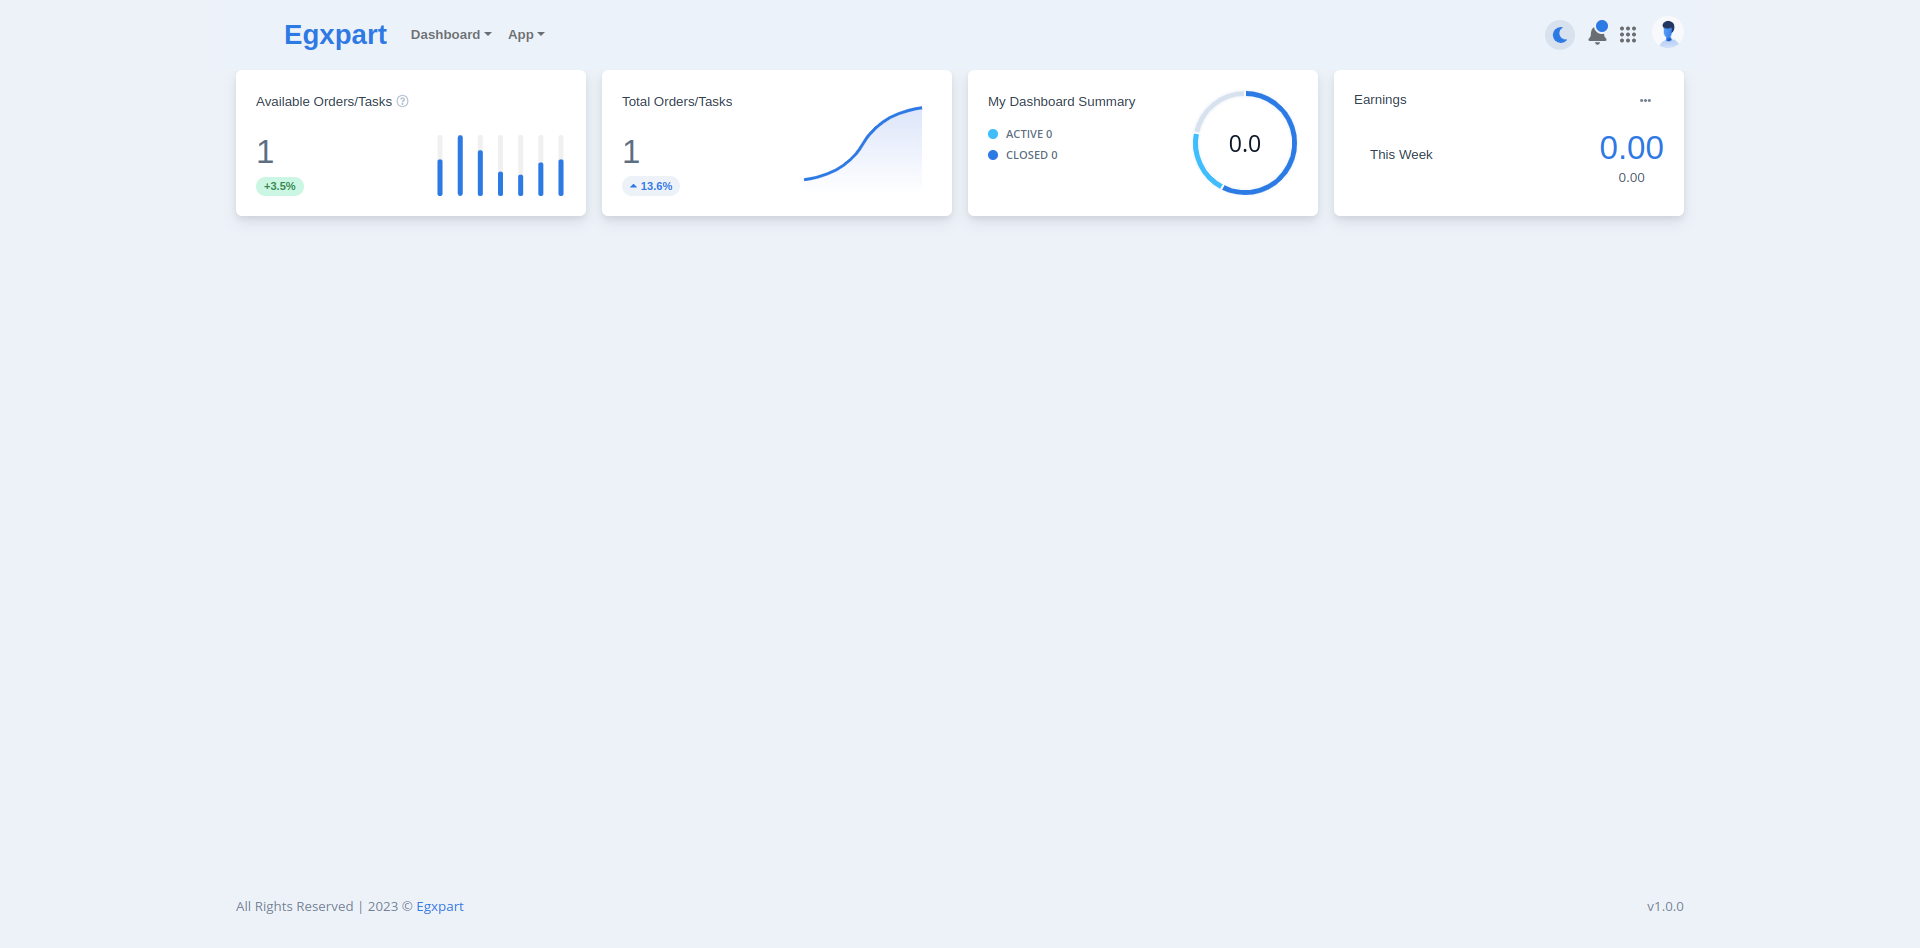 Egxpart Dashboard App
Available Orders/Tasks
1
+3.5%
Total Orders/Tasks
1
13.6%
My Dashboard Summary
ACTIVE 0
CLOSED 0
0.0
Earnings
This Week
0.00
0.00
All Rights Reserved | 2023 © Egxpart
v1.0.0